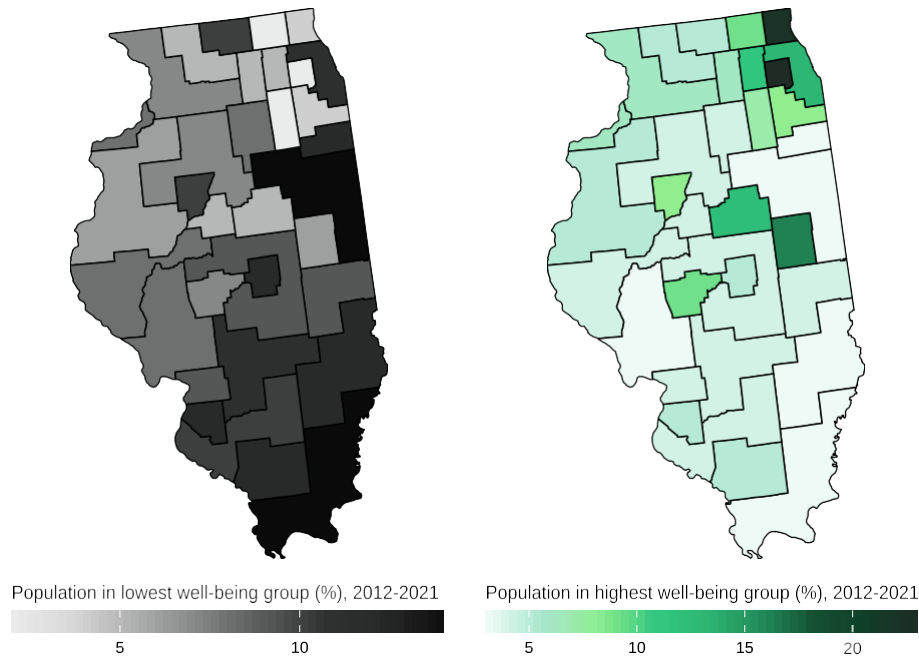 Population in lowest well-being group (%), 2012-2021
5 10
Population in highest well-being group (%), 2012-2021
5 10 15 20